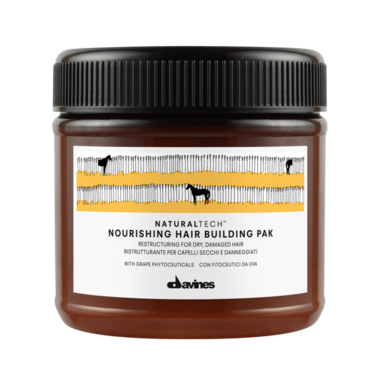 NATURALTECH™
NOURISHING HAIR BUILDING PAK
RESTRUCTURING FOR DRY, DAMAGED HAIR
RISTRUTTURANTE PER CAPELLI SECCHI E DANNEGGIATI
WITH GRAPE PHYTOCEUTICALS CON FITOCEUTICI DA UVA
davines